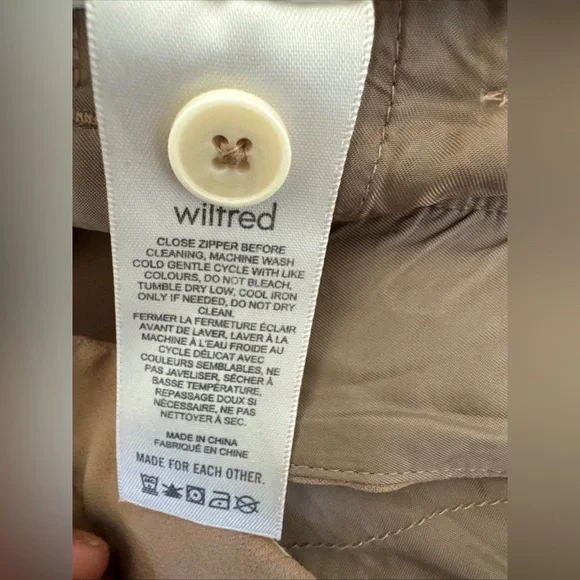 wilfred
CLOSE ZIPPER BEFORE
CLEANING, MACHINE WASH
COLD GENTLE CYCLE WITH LIKE
COLOURS, DO NOT BLEACH,
TUMBLE DRY LOW, COOL IRON
ONLY IF NEEDED, DO NOT DRY
CLEAN.
FERMER LA FERMETURE ÉCLAIR
AVANT DE LAVER, LAVER À LA
MACHINE À L'EAU FROIDE AU
CYCLE DÉLICAT AVEC
COULEURS SEMBLABLES, NE
PAS JAVELISER, SÉCHER À
BASSE TEMPÉRATURE,
REPASSAGE DOUX SI
NÉCESSAIRE, NE PAS
NETTOYER À SEC.
MADE IN CHINA
FABRIQUÉ EN CHINE
MADE FOR EACH OTHER.